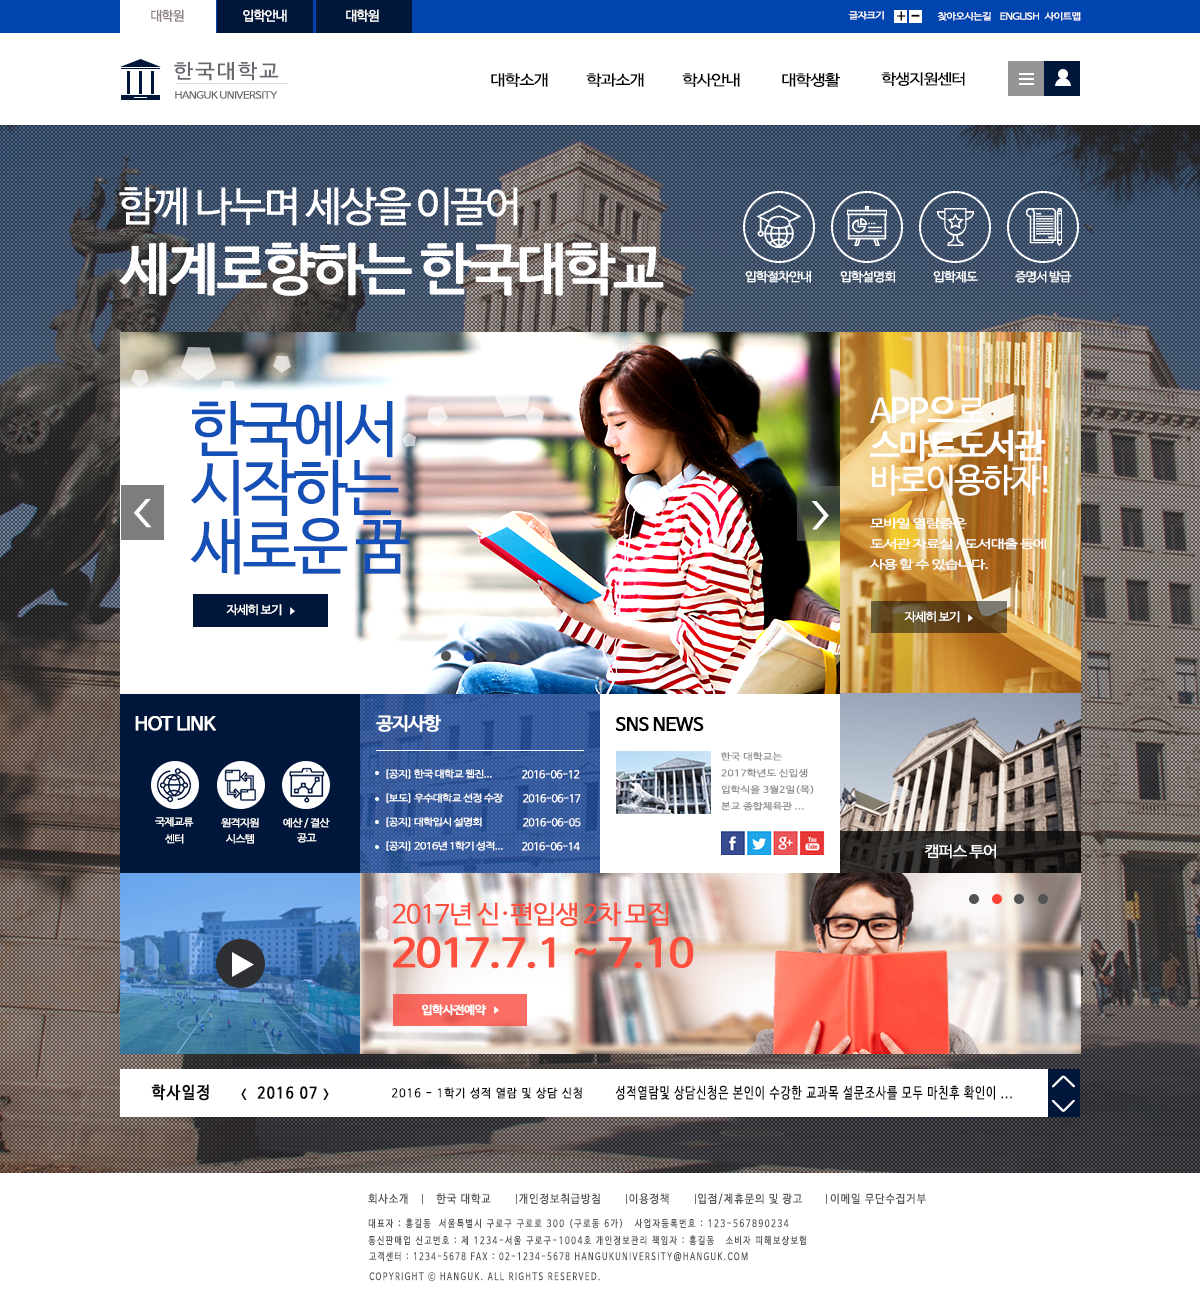 대학원 입학안내 대학원 글자크기 찾아오시는길 ENGLISH 사이트맵
한국대학교
HANGUK UNIVERSITY
대학소개 학과소개 학사안내 대학생활 학생지원센터
함께 나누며 세상을 이끌어
세계로향하는 한국대학교
입학절차안내 입학설명회 입학제도 증명서 발급
한국에서
시작하는
새로운 꿈
자세히 보기
APP으로
스마트도서관
바로이용하자!
모바일 열람증은
도서관 자료실 / 도서대출 등에
사용 할 수 있습니다.
자세히 보기
HOT LINK
국제교류
센터
원격지원
시스템
예산 / 결산
공고
공지사항
[공지] 한국 대학교 웹진... 2016-06-12
[보도] 우수대학교 선정 수장 2016-06-17
[공지] 대학입시 설명회 2016-06-05
[공지] 2016년 1학기 성적... 2016-06-14
SNS NEWS
한국 대학교는
2017학년도 신입생
입학식을 3월2일(목)
본교 종합체육관 ...
f g+ You Tube
캠퍼스 투어
2017년 신·편입생 2차 모집
2017.7.1 ~ 7.10
입학사전예약
학사일정 〈 2016 07 〉 2016 - 1학기 성적 열람 및 상담 신청 성적열람및 상담신청은 본인이 수강한 교과목 설문조사를 모두 마친후 확인이 ...
회사소개 | 한국 대학교 |개인정보취급방침 |이용정책 |입점/제휴문의 및 광고 |이메일 무단수집거부
대표자 : 홍길동 서울특별시 구로구 구로로 300 (구로동 6가) 사업자등록번호 : 123-567890234
통신판매업 신고번호 : 제 1234-서울 구로구-1004호 개인정보관리 책임자 : 홍길동 소비자 피해보상보험
고객센터 : 1234-5678 FAX : 02-1234-5678 HANGUKUNIVERSITY@HANGUK.COM
COPYRIGHT © HANGUK. ALL RIGHTS RESERVED.